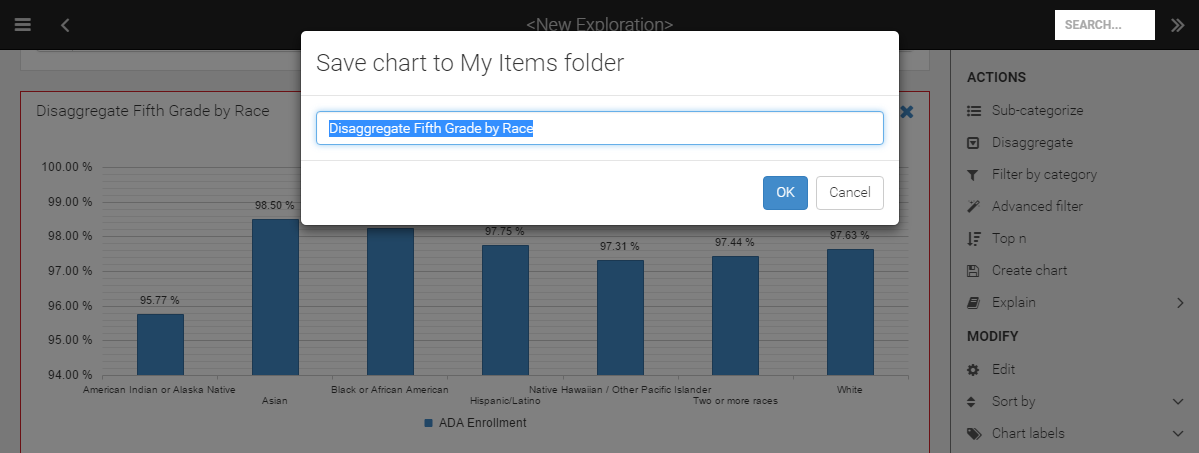 <New Exploration>
SEARCH...
Save chart to My Items folder
Disaggregate Fifth Grade by Race
OK
Cancel
Disaggregate Fifth Grade by Race
100.00 %
99.00 %
98.00 %
97.00 %
96.00 %
95.00 %
94.00 %
95.77 %
98.50 %
97.75 %
97.31 %
97.44 %
97.63 %
American Indian or Alaska Native
Asian
Black or African American
Hispanic/Latino
Native Hawaiian / Other Pacific Islander
Two or more races
White
ADA Enrollment
ACTIONS
Sub-categorize
Disaggregate
Filter by category
Advanced filter
Top n
Create chart
Explain
MODIFY
Edit
Sort by
Chart labels